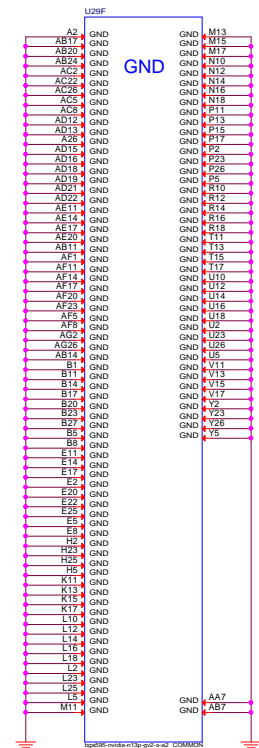 U29F
GND
A2 GND GND M13
AB17 GND GND M15
AB20 GND GND M17
AB24 GND GND N10
AC2 GND GND N12
AC22 GND GND N14
AC26 GND GND N16
AC5 GND GND N18
AC8 GND GND P11
AD12 GND GND P13
AD13 GND GND P15
A26 GND GND P17
AD15 GND GND P2
AD16 GND GND P23
AD18 GND GND P26
AD19 GND GND P5
AD21 GND GND R10
AD22 GND GND R12
AE11 GND GND R14
AE14 GND GND R16
AE17 GND GND R18
AE20 GND GND T11
AB11 GND GND T13
AF1 GND GND T15
AF11 GND GND T17
AF14 GND GND U10
AF17 GND GND U12
AF20 GND GND U14
AF23 GND GND U16
AF5 GND GND U18
AF8 GND GND U2
AG2 GND GND U23
AG26 GND GND U26
AB14 GND GND U5
B1 GND GND V11
B11 GND GND V13
B14 GND GND V15
B17 GND GND V17
B20 GND GND Y2
B23 GND GND Y23
B27 GND GND Y26
B5 GND GND Y5
B8 GND
E11 GND
E14 GND
E17 GND
E2 GND
E20 GND
E22 GND
E25 GND
E5 GND
E8 GND
H2 GND
H23 GND
H25 GND
H5 GND
K11 GND
K13 GND
K15 GND
K17 GND
L10 GND
L12 GND
L14 GND
L16 GND
L18 GND
L2 GND
L23 GND
L25 GND
L5 GND GND AA7
M11 GND GND AB7
bga595-nvidia-n13p-gv2-s-a2 COMMON